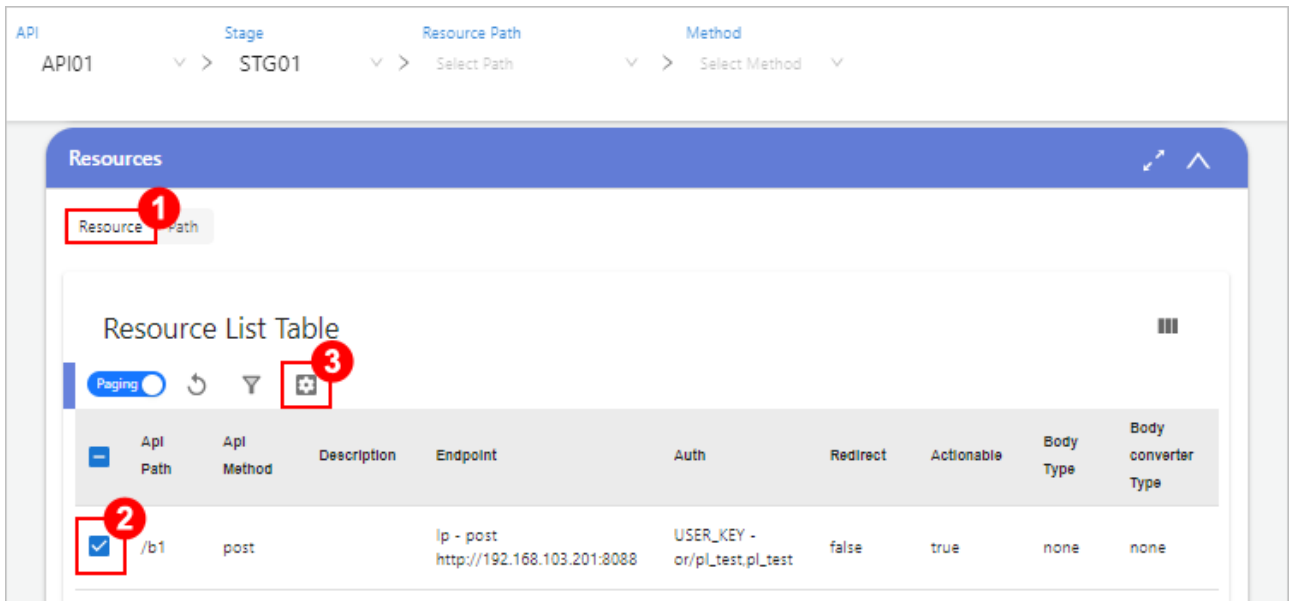 API Stage Resource Path Method
API01 > STG01 > Select Path > Select Method
Resources
1
Resource Path
Resource List Table
3
Paging
Api Path
Api Method
Description
Endpoint
Auth
Redirect
Actionable
Body Type
Body converter Type
2
/b1
post
Ip - post
http://192.168.103.201:8088
USER_KEY -
or/pl_test,pl_test
false
true
none
none